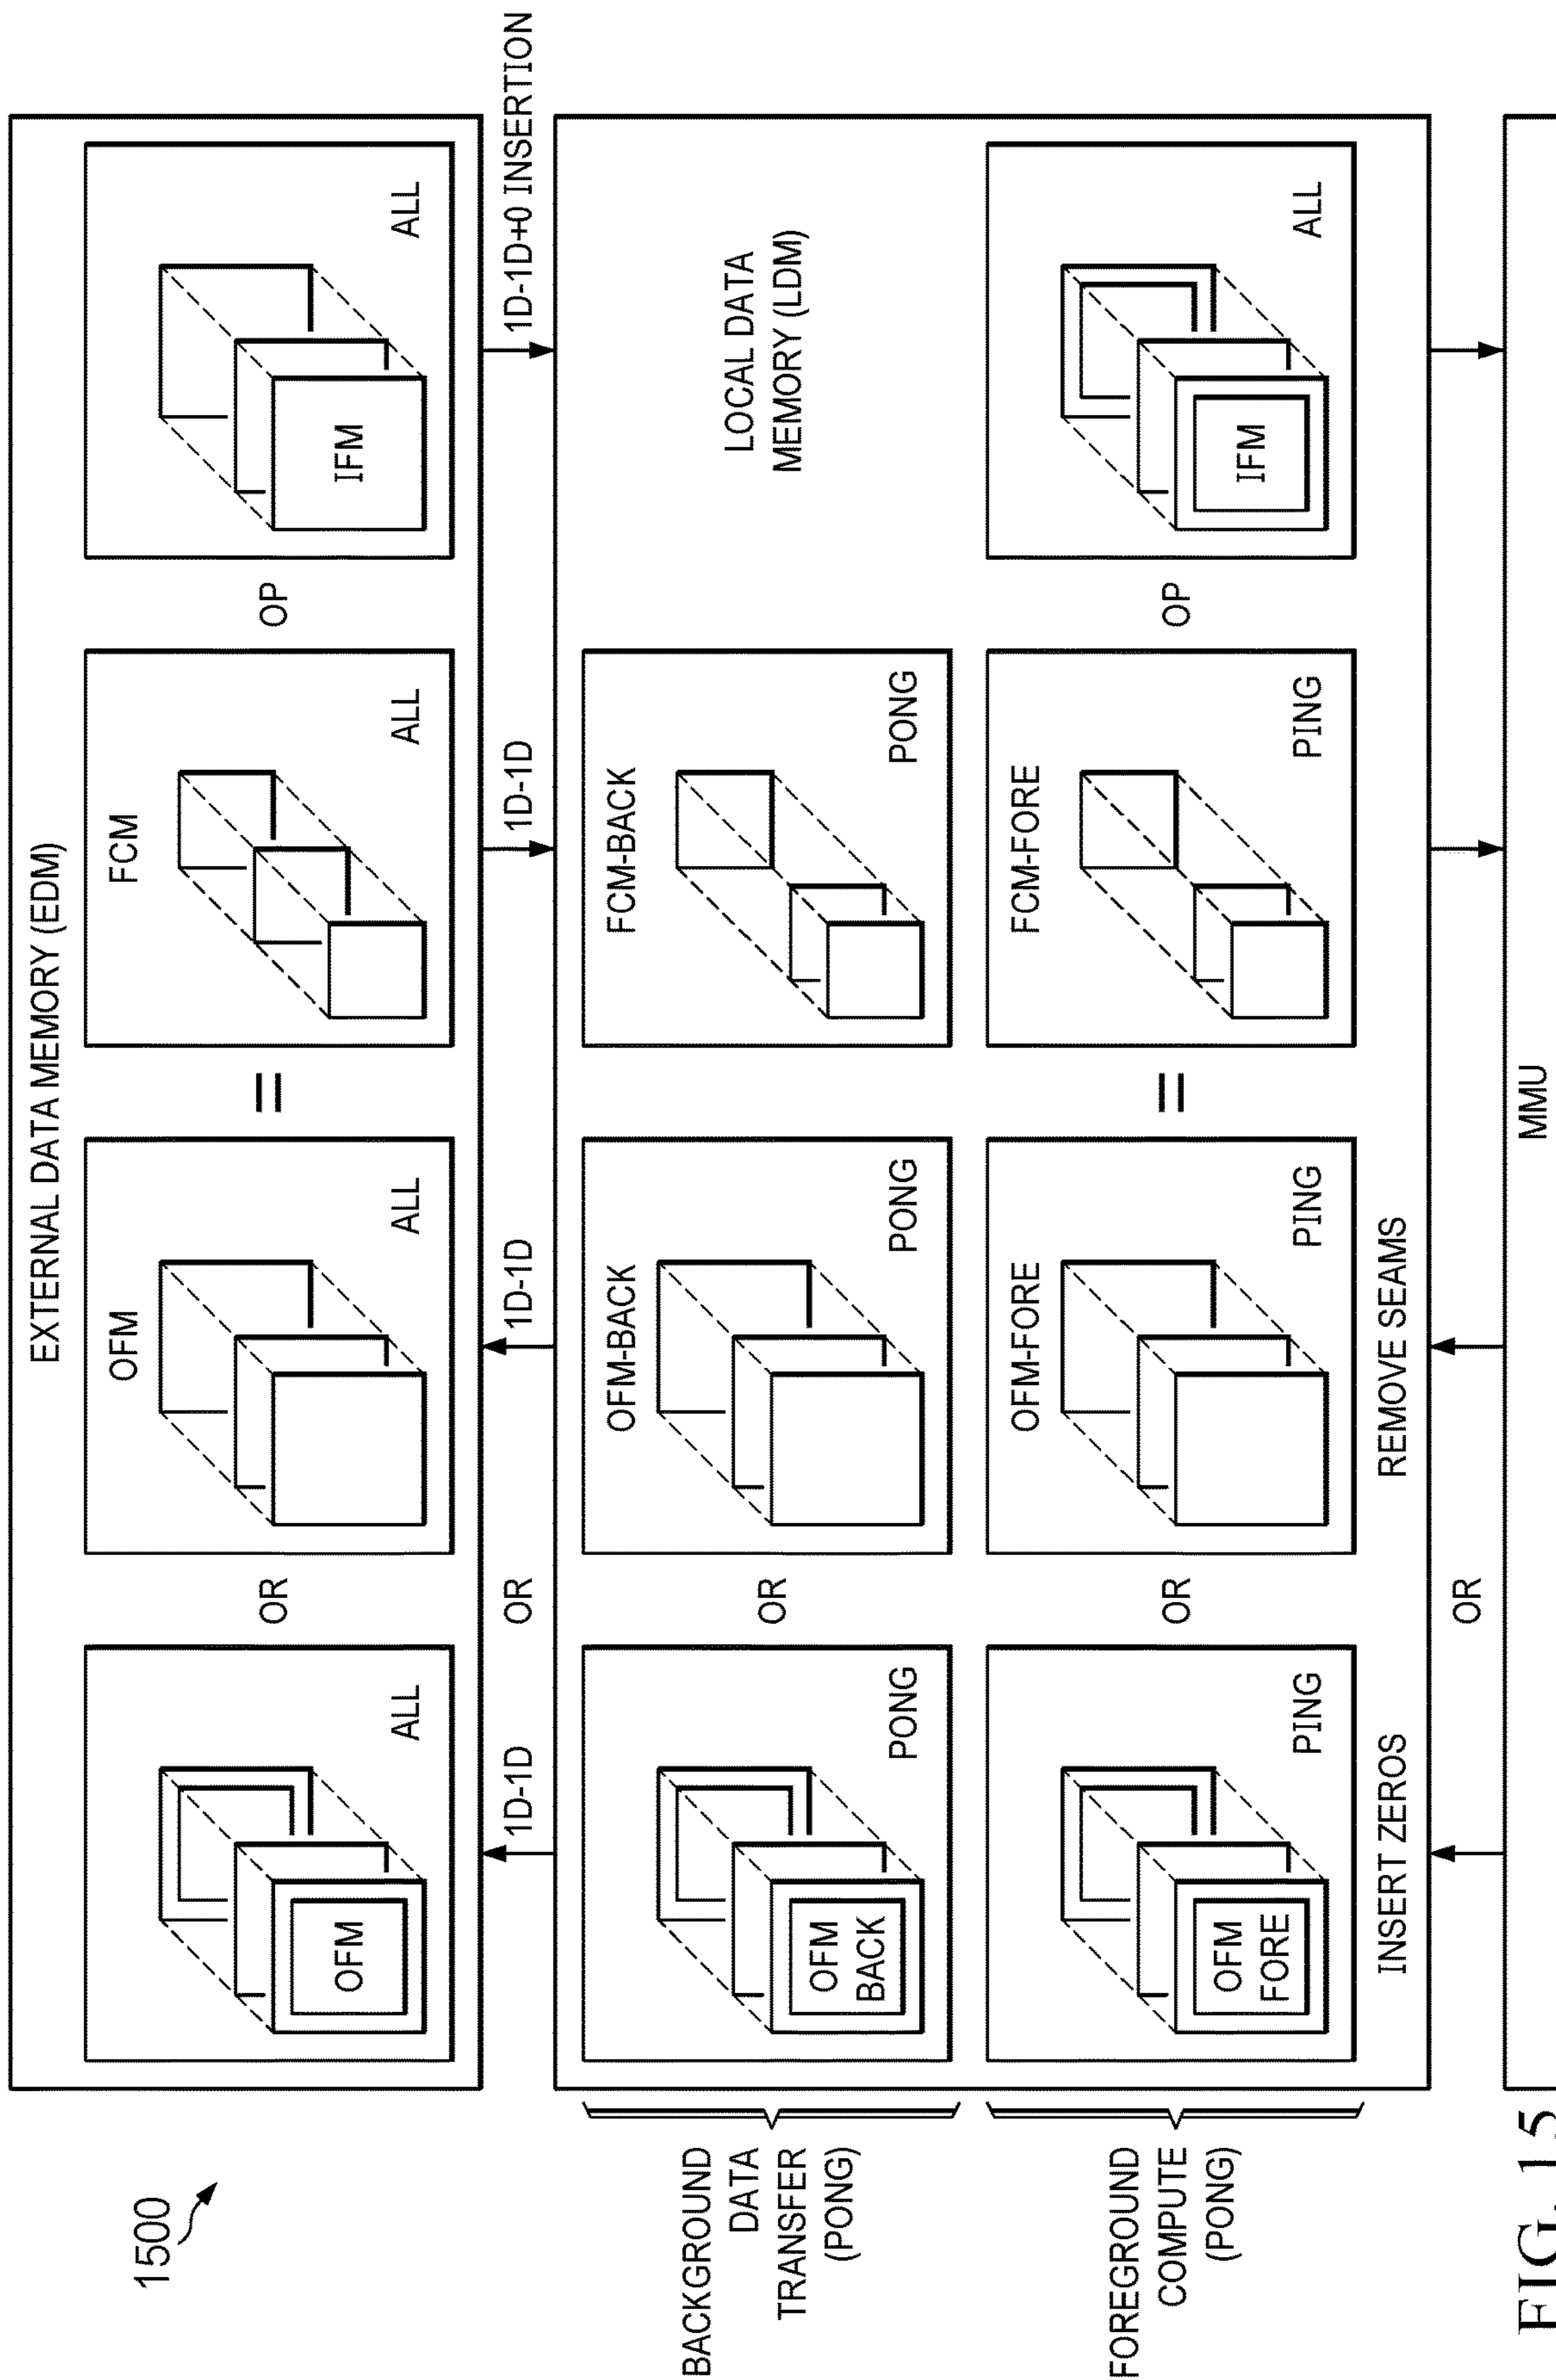 1500
EXTERNAL DATA MEMORY (EDM)
OFM
ALL
OR
OFM
ALL
=
FCM
ALL
OP
IFM
ALL
1D-1D
OR
1D-1D
1D-1D
1D-1D+0 INSERTION
BACKGROUND
DATA
TRANSFER
(PONG)
OFM
BACK
PONG
OR
OFM-BACK
PONG
FCM-BACK
PONG
LOCAL DATA
MEMORY (LDM)
FOREGROUND
COMPUTE
(PONG)
OFM
FORE
PING
OR
OFM-FORE
PING
=
FCM-FORE
PING
OP
IFM
ALL
INSERT ZEROS
REMOVE SEAMS
OR
MMU
FIG. 15